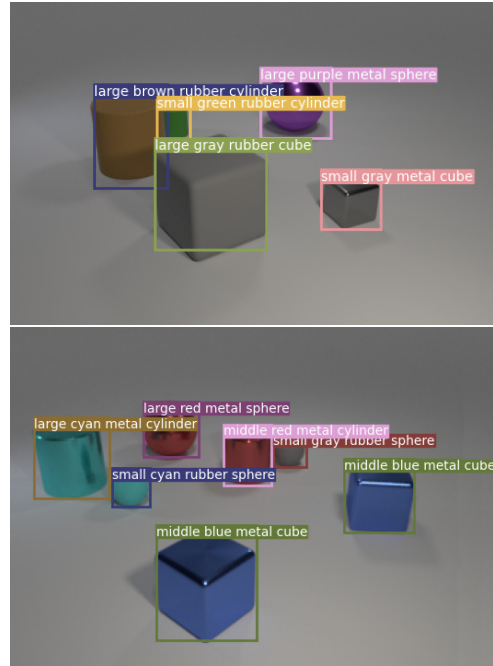 large purple metal sphere
large brown rubber cylinder
small green rubber cylinder
large gray rubber cube
small gray metal cube
large red metal sphere
large cyan metal cylinder
middle red metal cylinder
small gray rubber sphere
small cyan rubber sphere
middle blue metal cube
middle blue metal cube